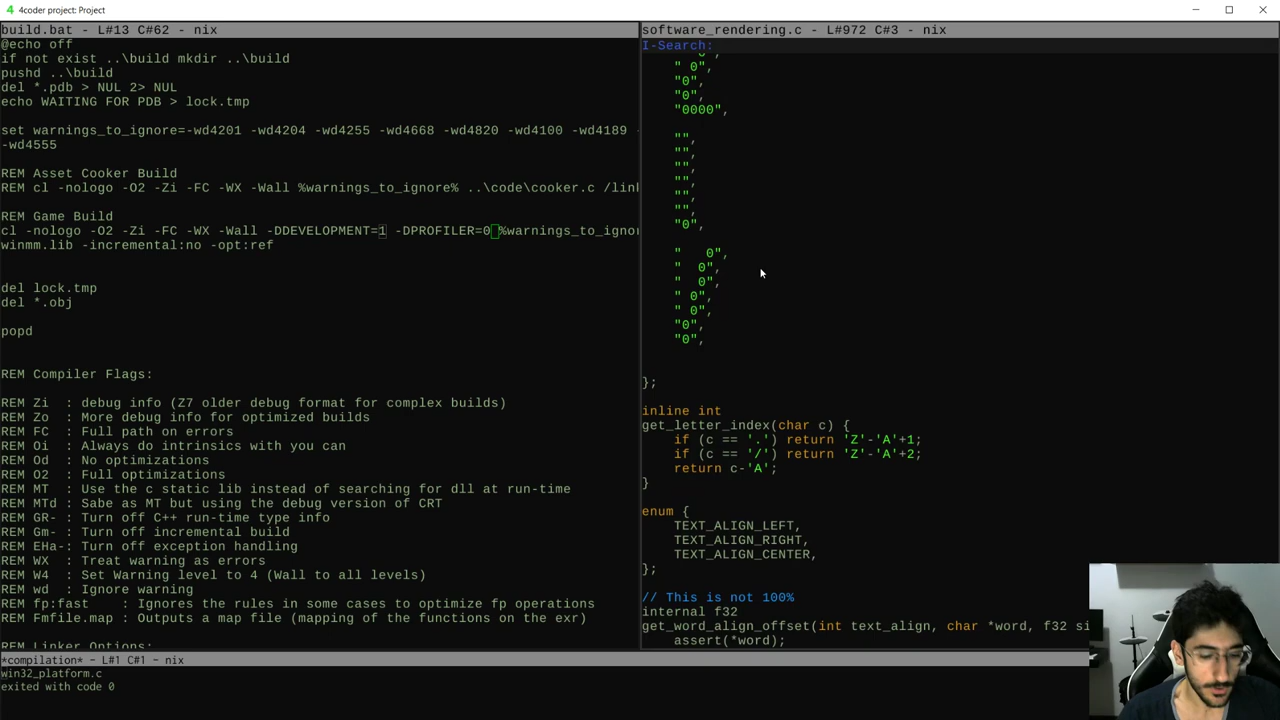 4coder project: Project
build.bat - L#13 C#62 - nix
@echo off
if not exist ..\build mkdir ..\build
pushd ..\build
del *.pdb > NUL 2> NUL
echo WAITING FOR PDB > lock.tmp
set warnings_to_ignore=-wd4201 -wd4204 -wd4255 -wd4668 -wd4820 -wd4100 -wd4189 -
-wd4555
REM Asset Cooker Build
REM cl -nologo -O2 -Zi -FC -WX -Wall %warnings_to_ignore% ..\code\cooker.c /link
REM Game Build
cl -nologo -O2 -Zi -FC -WX -Wall -DDEVELOPMENT=1 -DPROFILER=0 %warnings_to_ignor
winmm.lib -incremental:no -opt:ref
del lock.tmp
del *.obj
popd
REM Compiler Flags:
REM Zi  : debug info (Z7 older debug format for complex builds)
REM Zo  : More debug info for optimized builds
REM FC  : Full path on errors
REM Oi  : Always do intrinsics with you can
REM Od  : No optimizations
REM O2  : Full optimizations
REM MT  : Use the c static lib instead of searching for dll at run-time
REM MTd : Sabe as MT but using the debug version of CRT
REM GR- : Turn off C++ run-time type info
REM Gm- : Turn off incremental build
REM EHa-: Turn off exception handling
REM WX  : Treat warning as errors
REM W4  : Set Warning level to 4 (Wall to all levels)
REM wd  : Ignore warning
REM fp:fast    : Ignores the rules in some cases to optimize fp operations
REM Fmfile.map : Outputs a map file (mapping of the functions on the exr)
REM Linker Options:
software_rendering.c - L#972 C#3 - nix
I-Search:
" 0",
"0",
"0",
"0000",
"",
"",
"",
"",
"",
"",
"0",
"   0",
"  0",
"  0",
" 0",
" 0",
"0",
"0",
};
inline int
get_letter_index(char c) {
if (c == '.') return 'Z'-'A'+1;
if (c == '/') return 'Z'-'A'+2;
return c-'A';
}
enum {
TEXT_ALIGN_LEFT,
TEXT_ALIGN_RIGHT,
TEXT_ALIGN_CENTER,
};
// This is not 100%
internal f32
get_word_align_offset(int text_align, char *word, f32 si
assert(*word);
*compilation* - L#1 C#1 - nix
win32_platform.c
exited with code 0